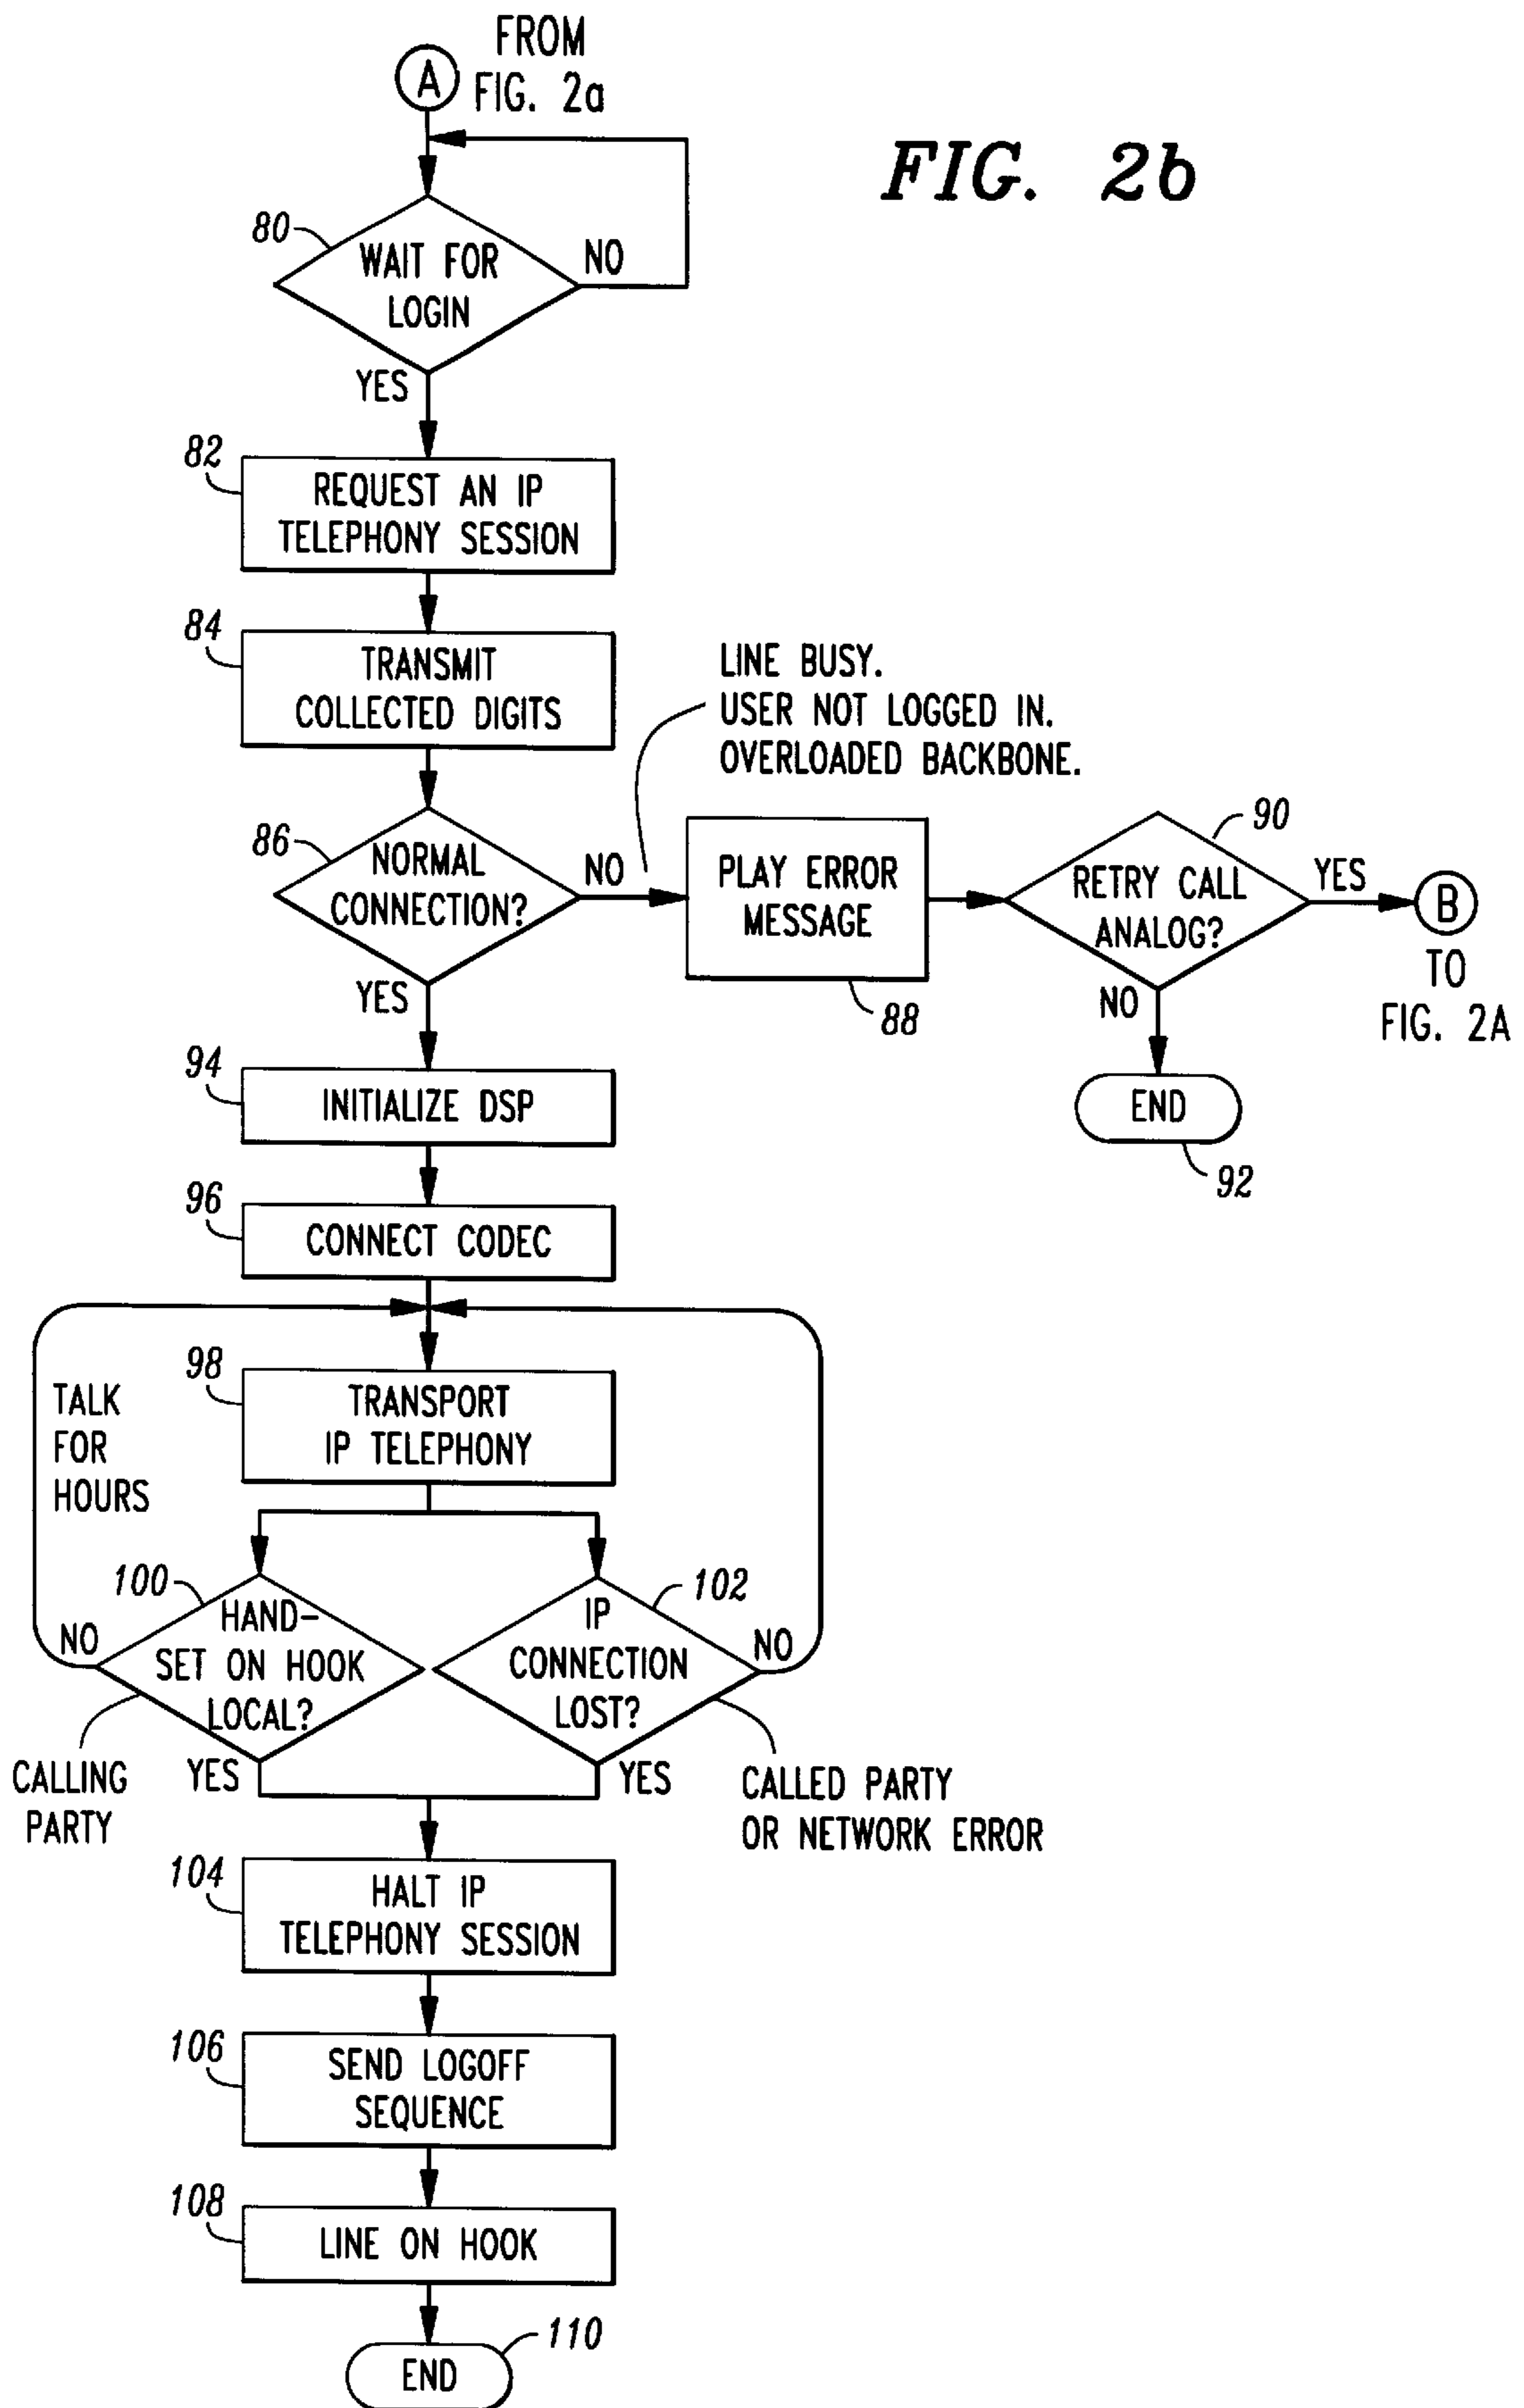 FROM
FIG. 2a
A
FIG. 2b
80
WAIT FOR
LOGIN
NO
YES
82
REQUEST AN IP
TELEPHONY SESSION
84
TRANSMIT
COLLECTED DIGITS
LINE BUSY.
USER NOT LOGGED IN.
OVERLOADED BACKBONE.
86
NORMAL
CONNECTION?
NO
YES
PLAY ERROR
MESSAGE
88
90
RETRY CALL
ANALOG?
YES
B
TO
FIG. 2A
NO
END
92
94
INITIALIZE DSP
96
CONNECT CODEC
TALK
FOR
HOURS
98
TRANSPORT
IP TELEPHONY
100
HAND-
SET ON HOOK
LOCAL?
NO
YES
CALLING
PARTY
102
IP
CONNECTION
LOST?
NO
YES
CALLED PARTY
OR NETWORK ERROR
104
HALT IP
TELEPHONY SESSION
106
SEND LOGOFF
SEQUENCE
108
LINE ON HOOK
110
END